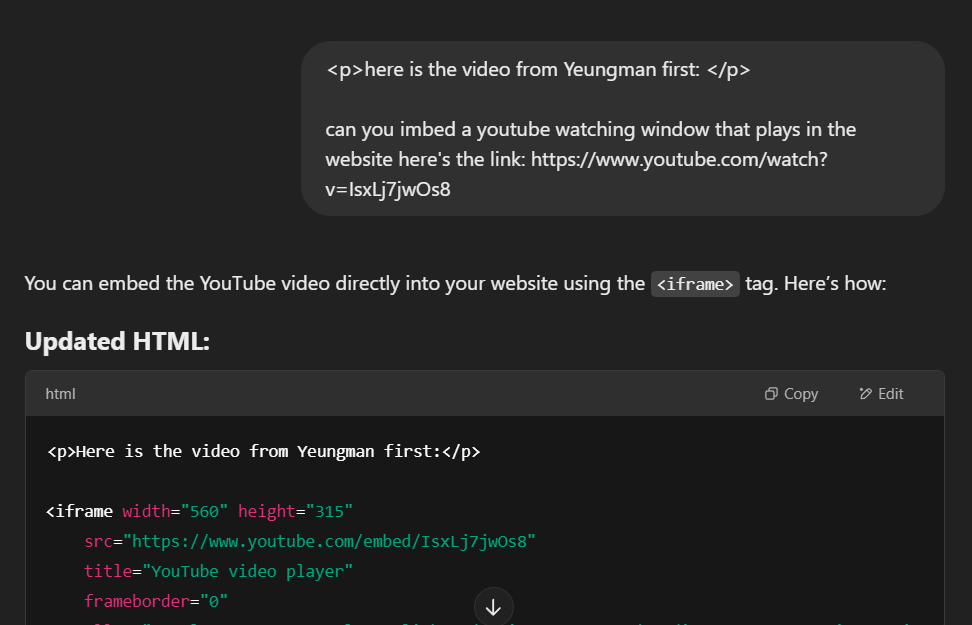 <p>here is the video from Yeungman first: </p>
can you imbed a youtube watching window that plays in the
website here's the link: https://www.youtube.com/watch?
v=IsxLj7jwOs8
You can embed the YouTube video directly into your website using the <iframe> tag. Here’s how:
Updated HTML:
html Copy Edit
<p>Here is the video from Yeungman first:</p>
<iframe width="560" height="315"
src="https://www.youtube.com/embed/IsxLj7jwOs8"
title="YouTube video player"
frameborder="0"